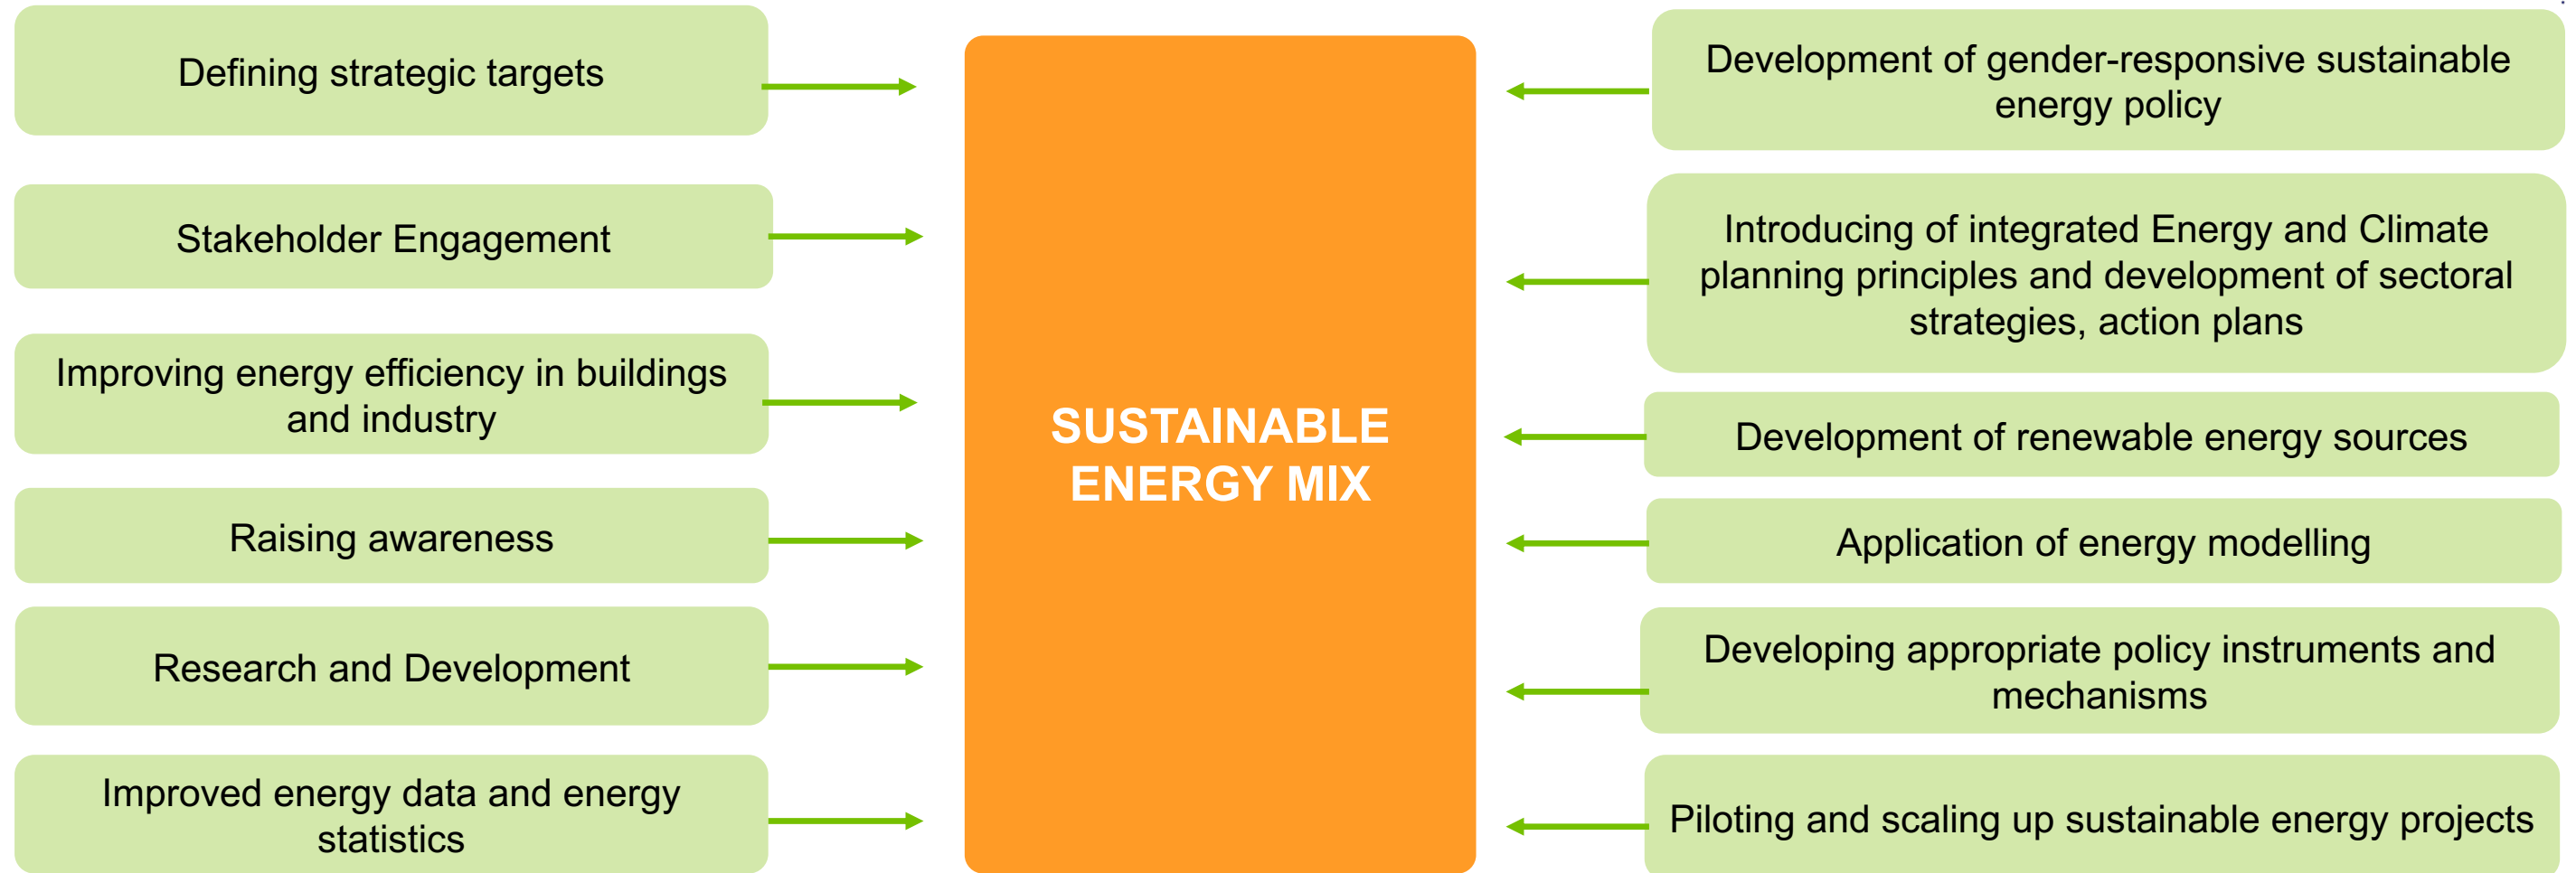 Defining strategic targets
Stakeholder Engagement
Improving energy efficiency in buildings
and industry
Raising awareness
Research and Development
Improved energy data and energy
statistics
SUSTAINABLE
ENERGY MIX
Development of gender-responsive sustainable
energy policy
Introducing of integrated Energy and Climate
planning principles and development of sectoral
strategies, action plans
Development of renewable energy sources
Application of energy modelling
Developing appropriate policy instruments and
mechanisms
Piloting and scaling up sustainable energy projects